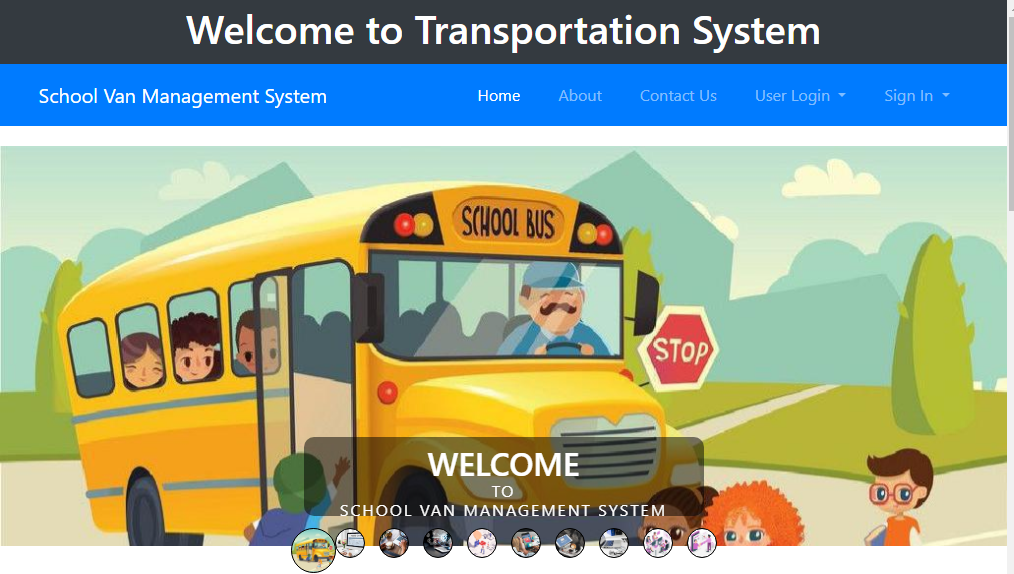 Welcome to Transportation System
School Van Management System
Home
About
Contact Us
User Login
Sign In
SCHOOL BUS
STOP
WELCOME
TO
SCHOOL VAN MANAGEMENT SYSTEM